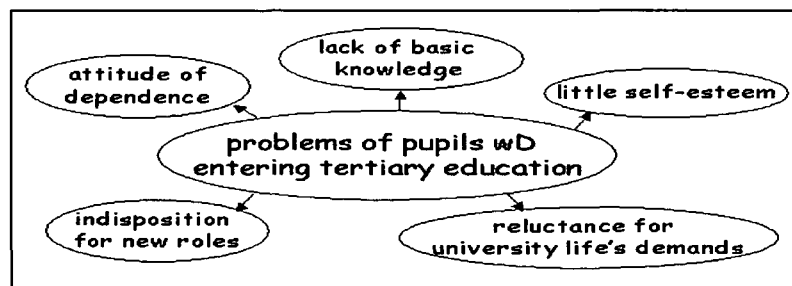 lack of basic
knowledge
attitude of
dependence
little self-esteem
problems of pupils wD
entering tertiary education
indisposition
for new roles
reluctance for
university life's demands